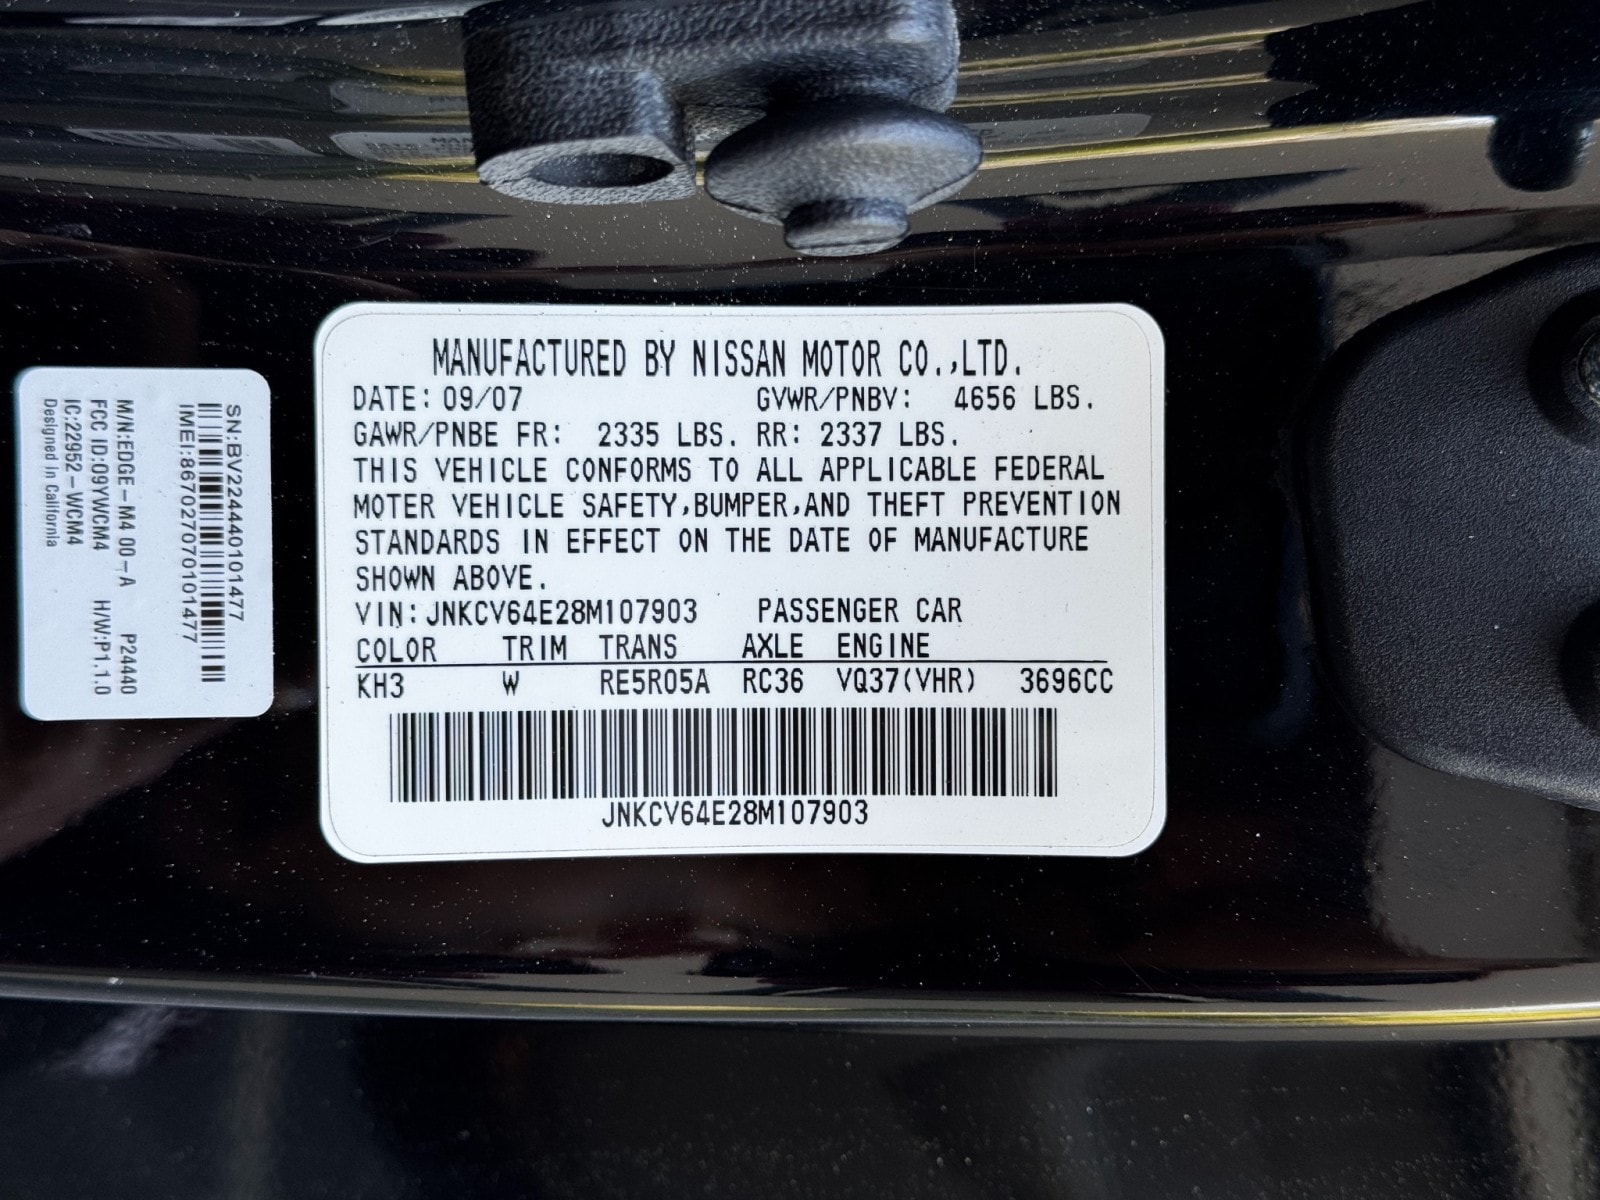 SN:BV224440101477
IMEI:867027070101477
M/N:EDGE-M4 00-A P24440
FCC ID:O9YWCM4 H/W:P1.1.0
IC:22952-WCM4
Designed in California
MANUFACTURED BY NISSAN MOTOR CO.,LTD.
DATE: 09/07 GVWR/PNBV: 4656 LBS.
GAWR/PNBE FR: 2335 LBS. RR: 2337 LBS.
THIS VEHICLE CONFORMS TO ALL APPLICABLE FEDERAL
MOTER VEHICLE SAFETY,BUMPER,AND THEFT PREVENTION
STANDARDS IN EFFECT ON THE DATE OF MANUFACTURE
SHOWN ABOVE.
VIN:JNKCV64E28M107903 PASSENGER CAR
COLOR TRIM TRANS AXLE ENGINE
KH3 W RE5R05A RC36 VQ37(VHR) 3696CC
JNKCV64E28M107903